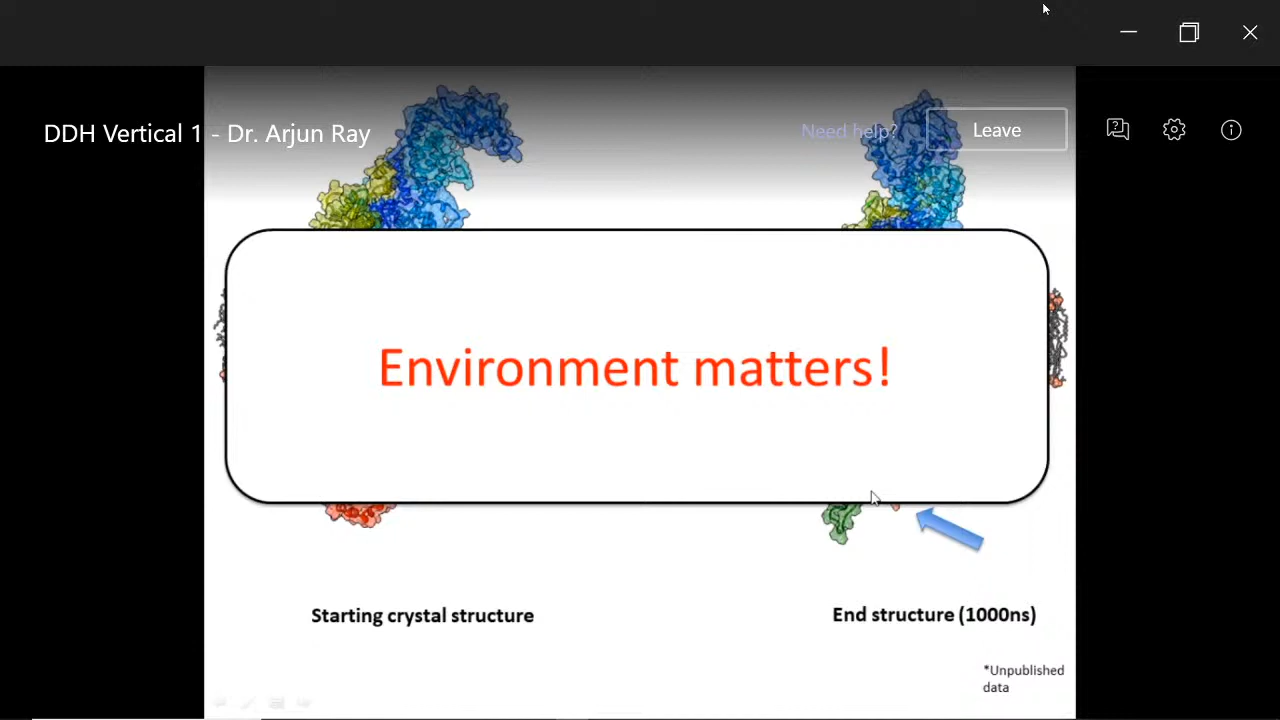 DDH Vertical 1 - Dr. Arjun Ray
Need help?
Leave
Environment matters!
Starting crystal structure
End structure (1000ns)
*Unpublished
data